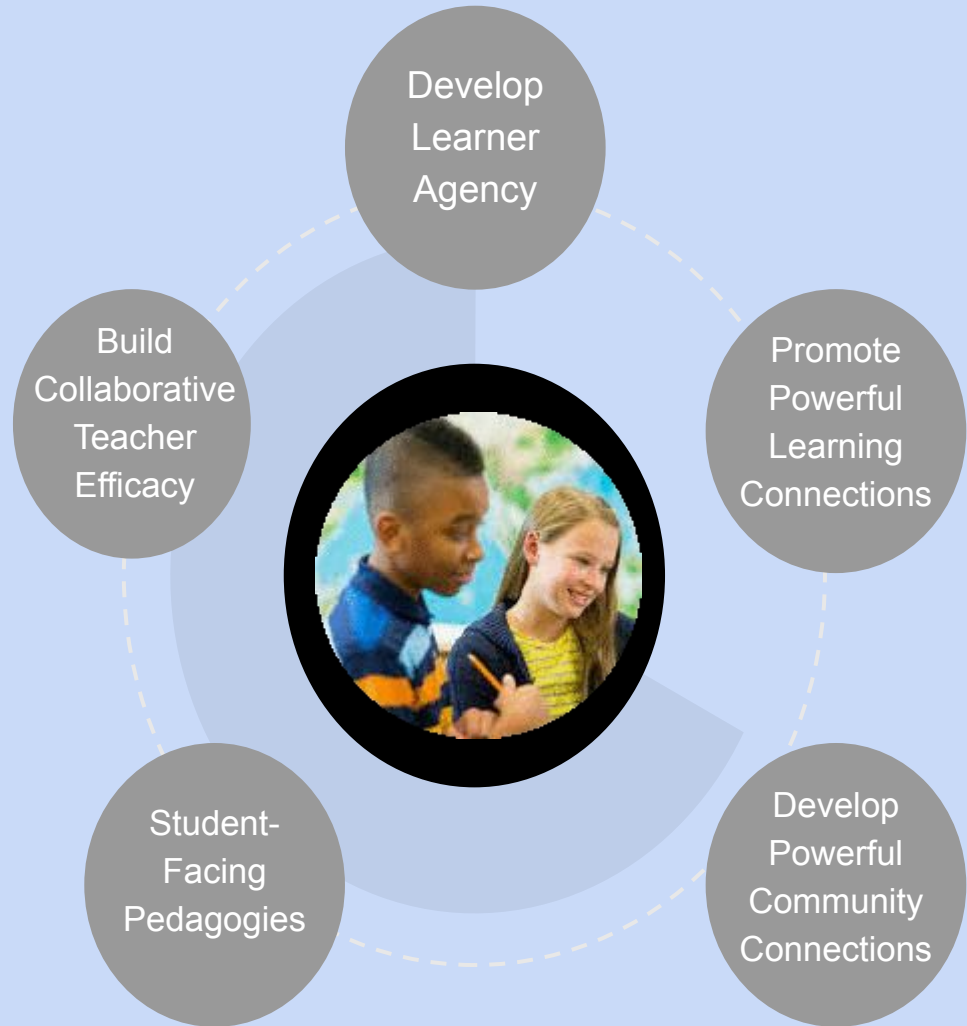 Develop
Learner
Agency
Promote
Powerful
Learning
Connections
Develop
Powerful
Community
Connections
Student-
Facing
Pedagogies
Build
Collaborative
Teacher
Efficacy